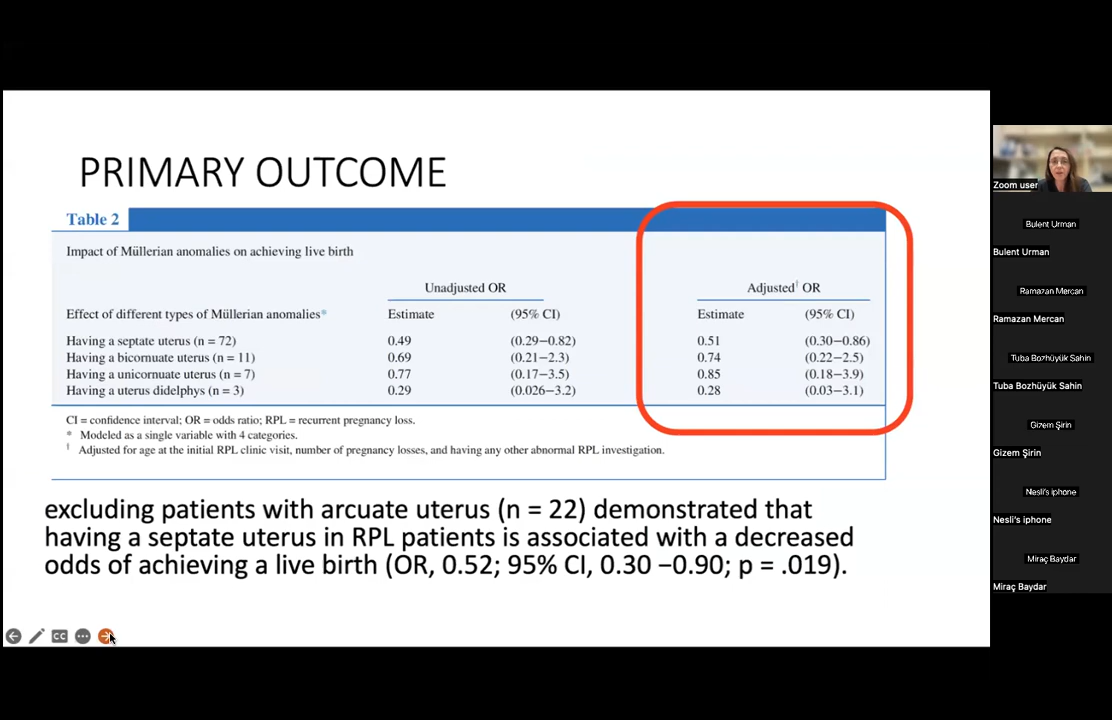 PRIMARY OUTCOME
Table 2
Impact of Müllerian anomalies on achieving live birth
Unadjusted OR Adjusted† OR
Effect of different types of Müllerian anomalies* Estimate (95% CI) Estimate (95% CI)
Having a septate uterus (n = 72) 0.49 (0.29–0.82) 0.51 (0.30–0.86)
Having a bicornuate uterus (n = 11) 0.69 (0.21–2.3) 0.74 (0.22–2.5)
Having a unicornuate uterus (n = 7) 0.77 (0.17–3.5) 0.85 (0.18–3.9)
Having a uterus didelphys (n = 3) 0.29 (0.026–3.2) 0.28 (0.03–3.1)
CI = confidence interval; OR = odds ratio; RPL = recurrent pregnancy loss.
* Modeled as a single variable with 4 categories.
† Adjusted for age at the initial RPL clinic visit, number of pregnancy losses, and having any other abnormal RPL investigation.
excluding patients with arcuate uterus (n = 22) demonstrated that
having a septate uterus in RPL patients is associated with a decreased
odds of achieving a live birth (OR, 0.52; 95% CI, 0.30 –0.90; p = .019).
CC
Zoom user
Bulent Urman
Bulent Urman
Ramazan Mercan
Ramazan Mercan
Tuba Bozhüyük Sahin
Tuba Bozhüyük Sahin
Gizem Şirin
Gizem Şirin
Nesli's iphone
Nesli's iphone
Miraç Baydar
Miraç Baydar